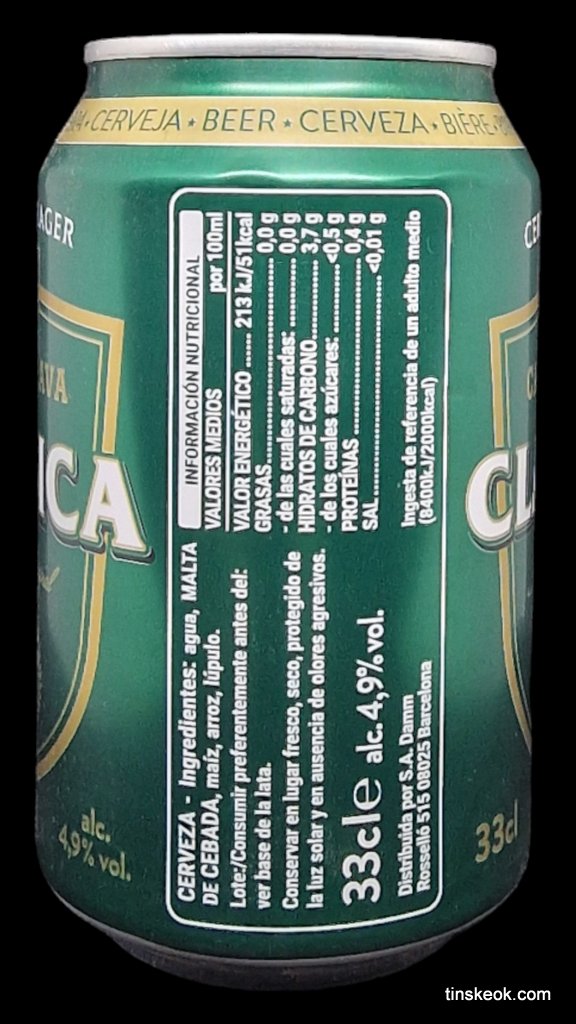 CERVEJA ★ BEER ★ CERVEZA ★ BIÈRE
AGER
ICA
alc.
4,9% vol.
CERVEZA - Ingredientes: agua, MALTA
DE CEBADA, maíz, arroz, lúpulo.
Lote:/Consumir preferentemente antes del:
ver base de la lata.
Conservar en lugar fresco, seco, protegido de
la luz solar y en ausencia de olores agresivos.
33cl e alc. 4,9% vol.
Distribuida por S.A. Damm
Rosselló 515 08025 Barcelona
INFORMACIÓN NUTRICIONAL
VALORES MEDIOS por 100ml
VALOR ENERGÉTICO ...... 213 kJ/51kcal
GRASAS ...... 0,0 g
- de las cuales saturadas: ...... 0,0 g
HIDRATOS DE CARBONO ...... 3,7 g
- de los cuales azúcares: ...... <0,5 g
PROTEÍNAS ...... 0,4 g
SAL ...... <0,01 g
Ingesta de referencia de un adulto medio
(8400kJ/2000kcal)
CL
33cl
tinskeok.com